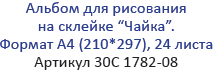 Альбом для рисования
на склейке “Чайка”.
Формат А4 (210*297), 24 листа
Артикул 30С 1782-08